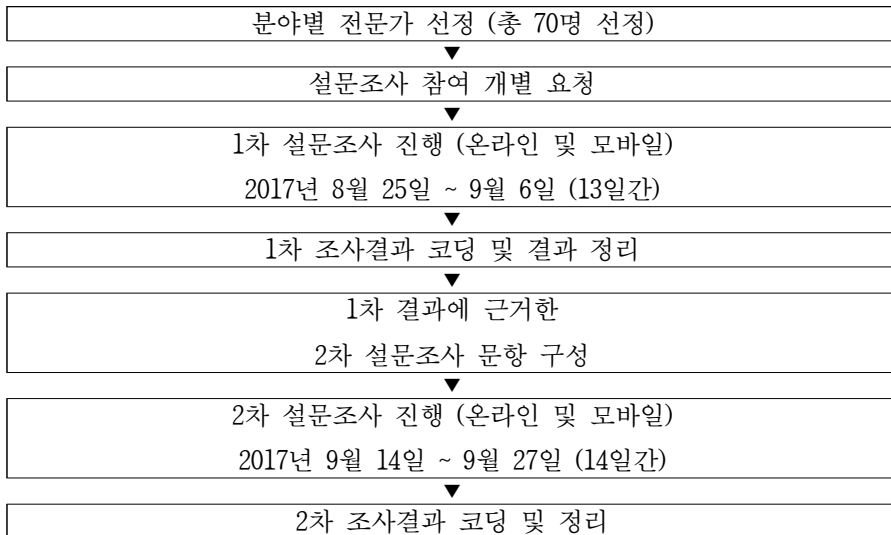 분야별 전문가 선정 (총 70명 선정)
▼
설문조사 참여 개별 요청
▼
1차 설문조사 진행 (온라인 및 모바일)
2017년 8월 25일 ~ 9월 6일 (13일간)
▼
1차 조사결과 코딩 및 결과 정리
▼
1차 결과에 근거한
2차 설문조사 문항 구성
▼
2차 설문조사 진행 (온라인 및 모바일)
2017년 9월 14일 ~ 9월 27일 (14일간)
▼
2차 조사결과 코딩 및 정리